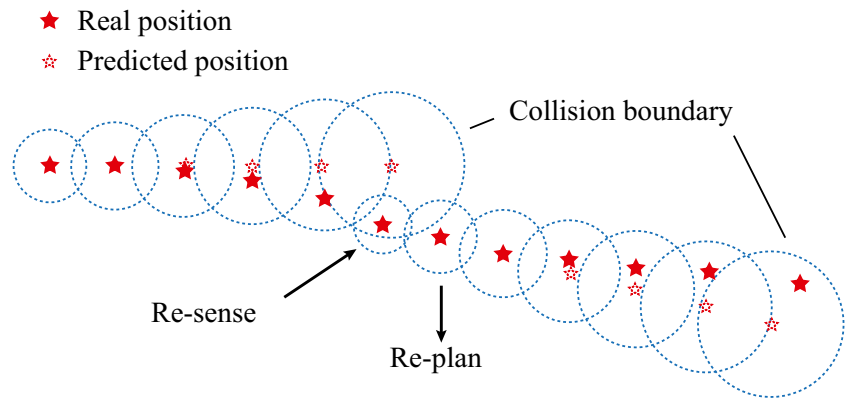 Real position
Predicted position
Collision boundary
Re-sense
Re-plan